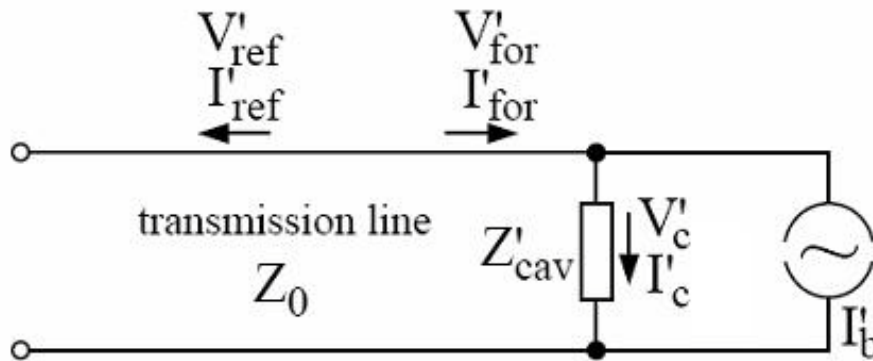 V'ref V'for
I'ref I'for
transmission line
Z0
Z'cav
V'c
I'c
I'b